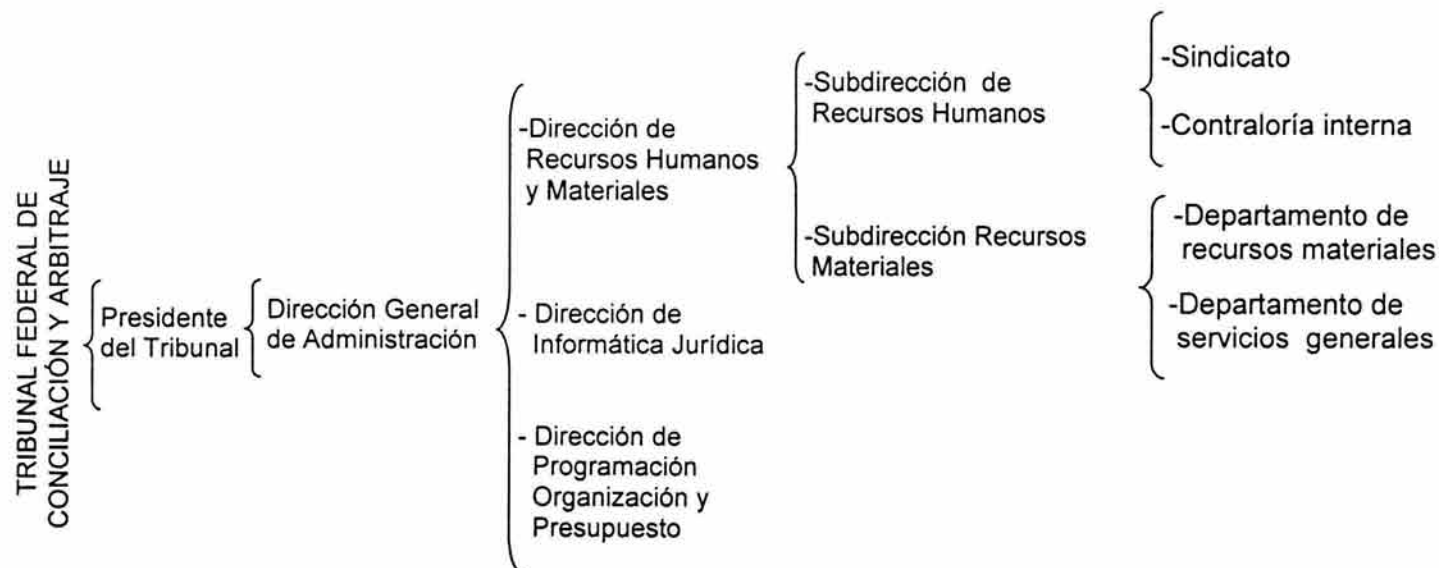 TRIBUNAL FEDERAL DE
CONCILIACIÓN Y ARBITRAJE
Presidente
del Tribunal
Dirección General
de Administración
-Dirección de
Recursos Humanos
y Materiales
- Dirección de
Informática Jurídica
- Dirección de
Programación
Organización y
Presupuesto
-Subdirección de
Recursos Humanos
-Subdirección Recursos
Materiales
-Sindicato
-Contraloría interna
-Departamento de
recursos materiales
-Departamento de
servicios generales